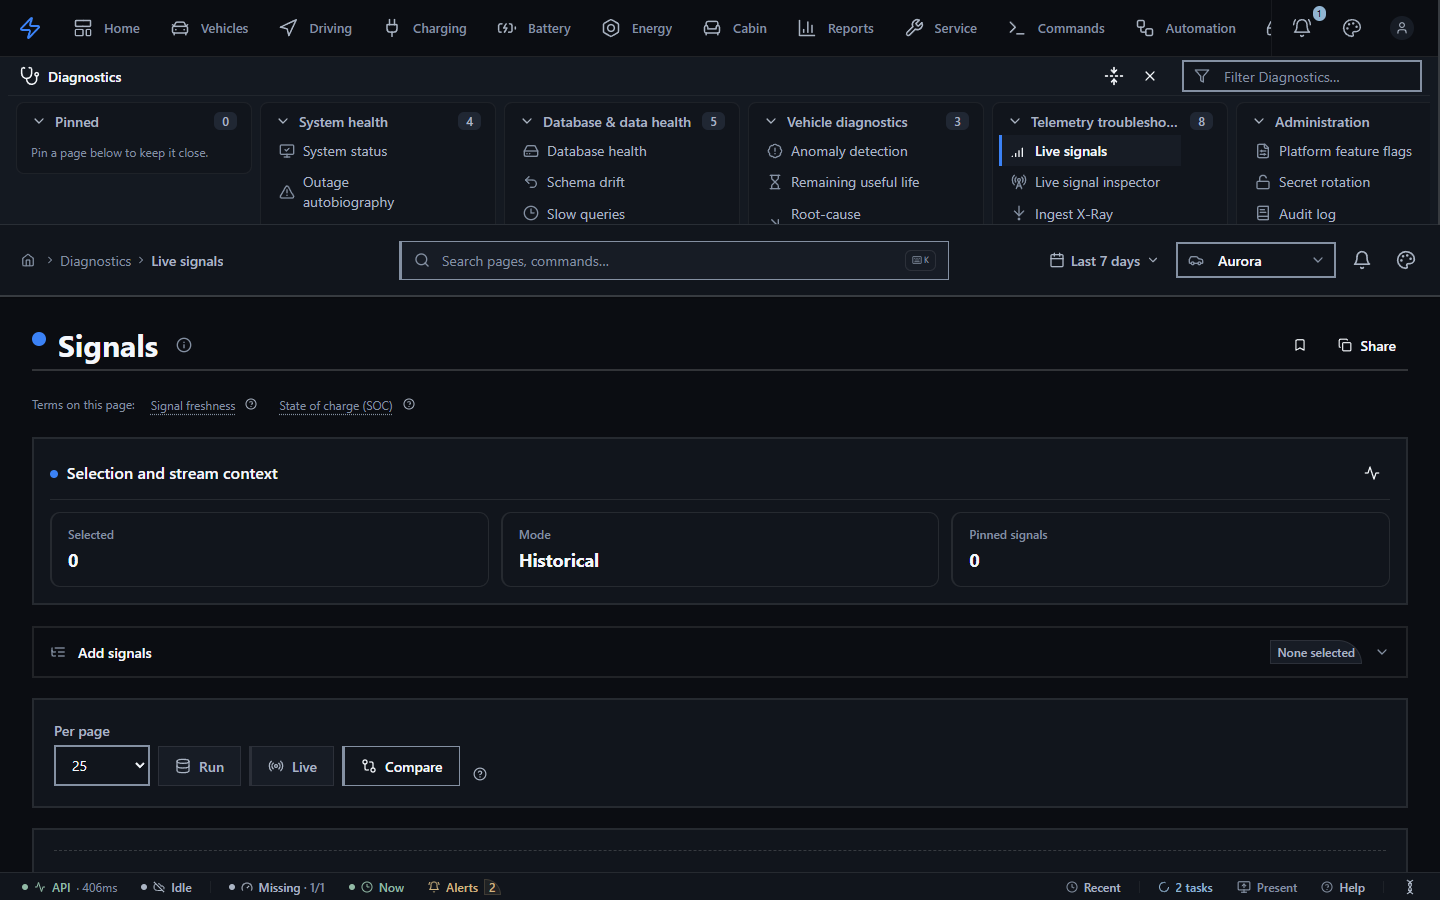 Home
Vehicles
Driving
Charging
Battery
Energy
Cabin
Reports
Service
Commands
Automation
1
Diagnostics
Filter Diagnostics...
Pinned 0
Pin a page below to keep it close.
System health 4
System status
Outage
autobiography
Database & data health 5
Database health
Schema drift
Slow queries
Vehicle diagnostics 3
Anomaly detection
Remaining useful life
Root-cause
Telemetry troublesho... 8
Live signals
Live signal inspector
Ingest X-Ray
Administration
Platform feature flags
Secret rotation
Audit log
Diagnostics
Live signals
Search pages, commands...
K
Last 7 days
Aurora
Signals
Share
Terms on this page:
Signal freshness
State of charge (SOC)
Selection and stream context
Selected
0
Mode
Historical
Pinned signals
0
Add signals
None selected
Per page
25
Run
Live
Compare
API · 406ms
Idle
Missing · 1/1
Now
Alerts 2
Recent
2 tasks
Present
Help